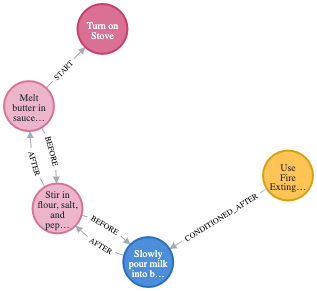 Turn on
Stove
START
Melt
butter in
sauce...
BEFORE
AFTER
Stir in
flour, salt,
and
pep...
BEFORE
AFTER
Slowly
pour milk
into b...
CONDITIONED_AFTER
Use
Fire
Exting...